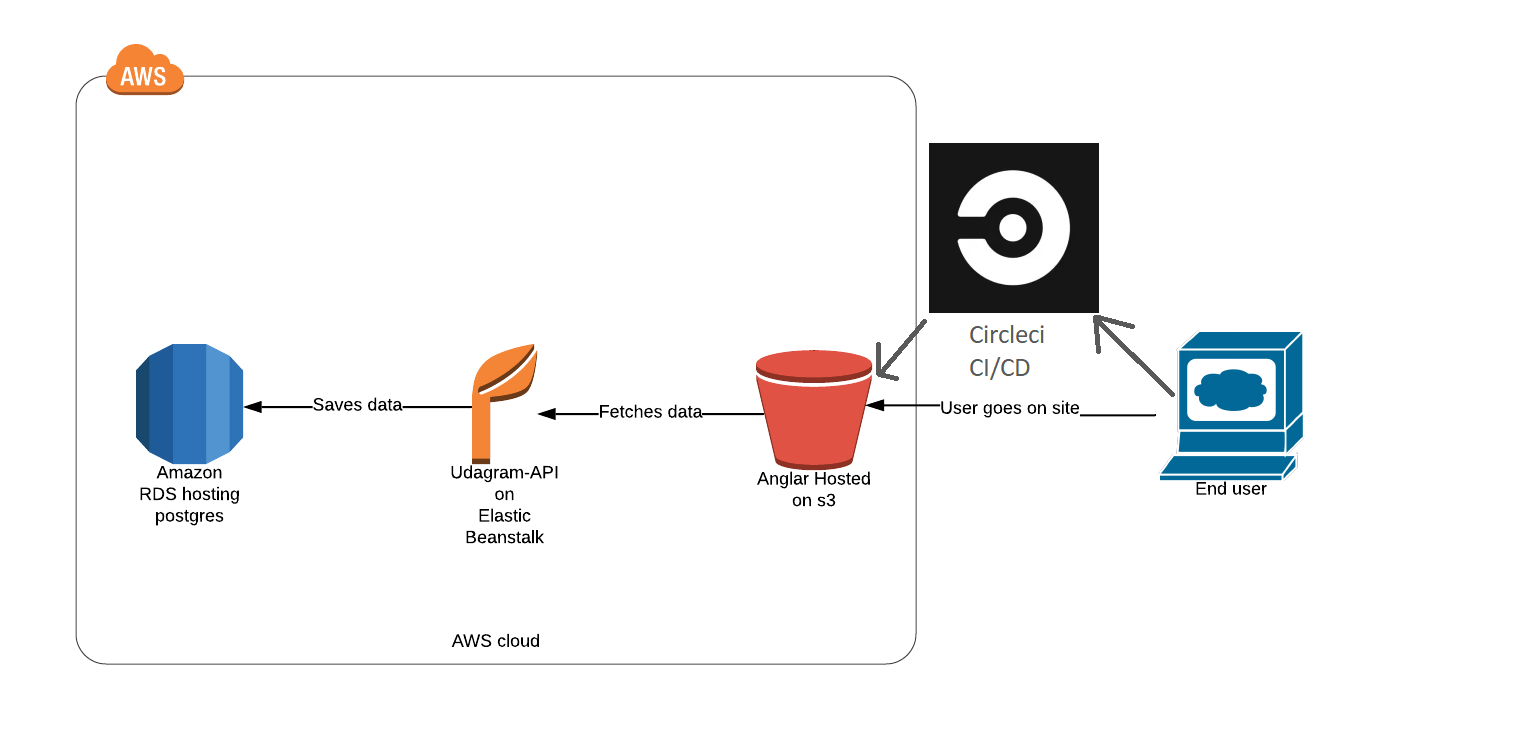 AWS
Circleci
CI/CD
Saves data
Fetches data
User goes on site
Amazon
RDS hosting
postgres
Udagram-API
on
Elastic
Beanstalk
Anglar Hosted
on s3
End user
AWS cloud